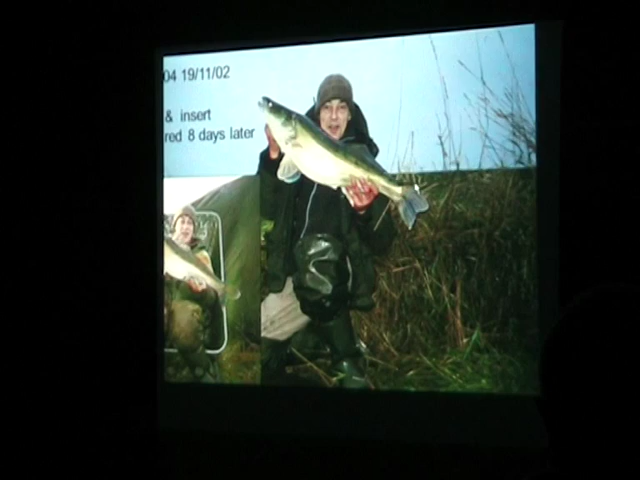 04 19/11/02
& insert
red 8 days later